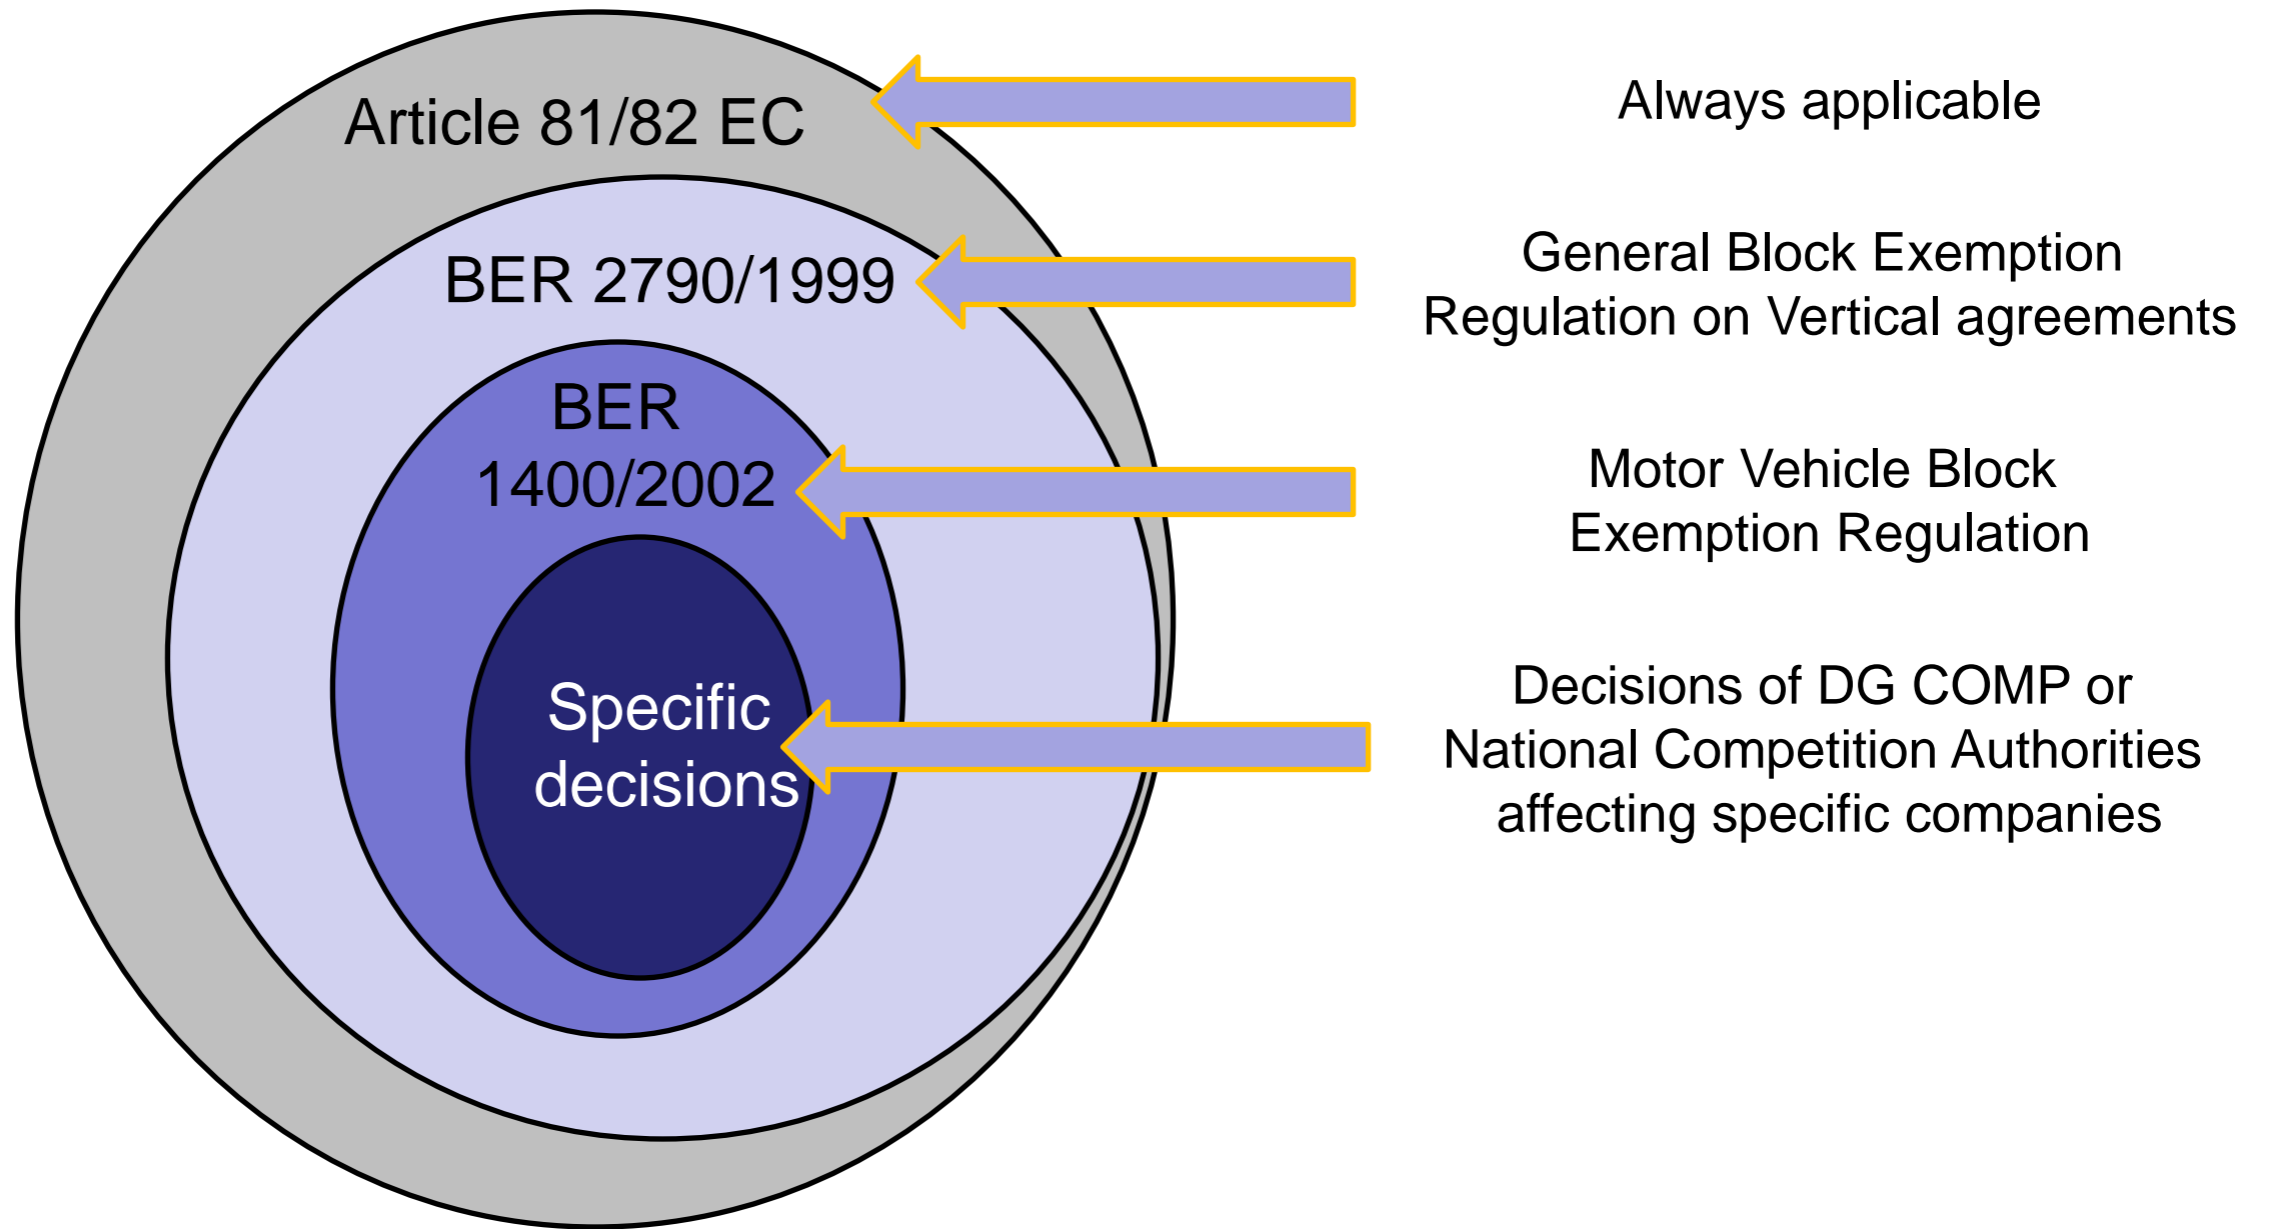 Article 81/82 EC
Always applicable
BER 2790/1999
General Block Exemption
Regulation on Vertical agreements
BER
1400/2002
Motor Vehicle Block
Exemption Regulation
Specific
decisions
Decisions of DG COMP or
National Competition Authorities
affecting specific companies